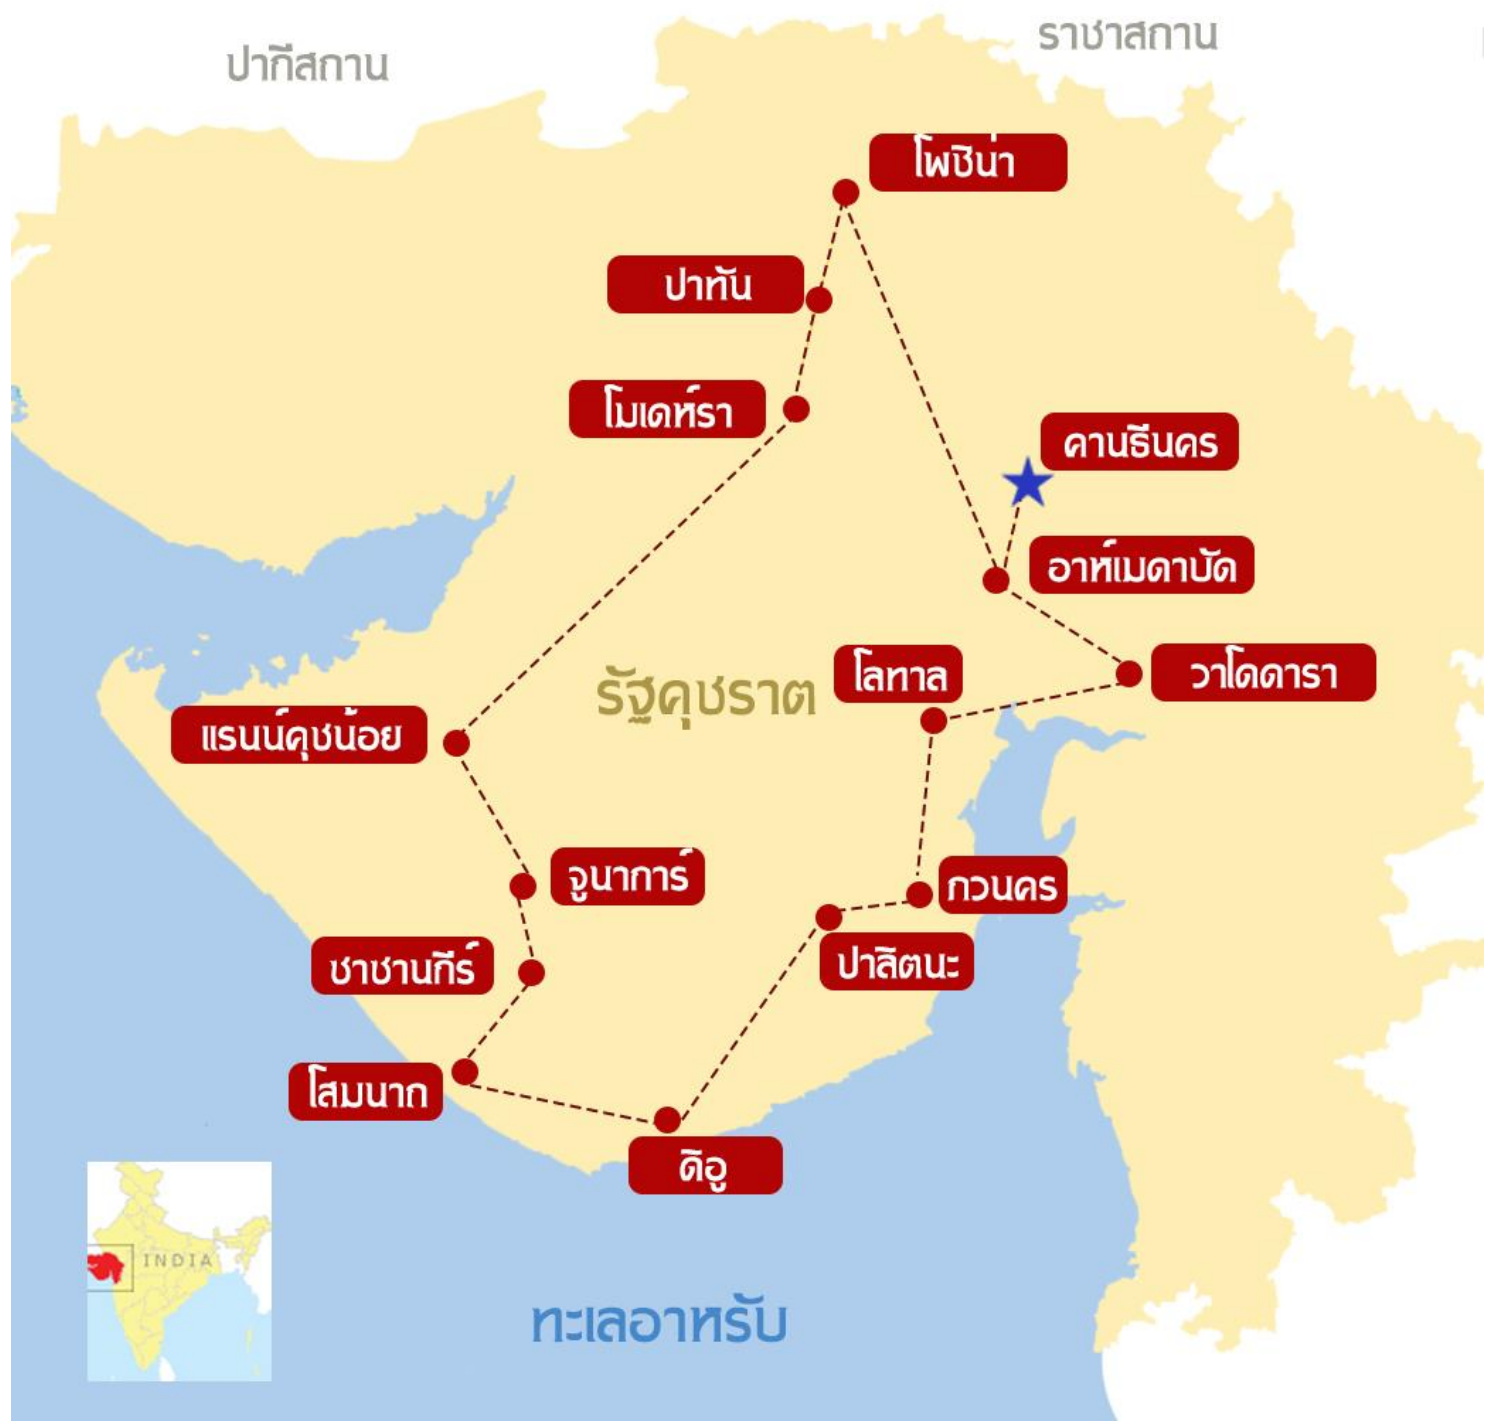 ราชาสถาน
ปากีสถาน
โพชิน่า
ปาทัน
โมเดห์รา
คานธีนคร
อาห์เมดาบัด
โลทาล
วาโดดารา
รัฐคุชราต
แรนน์คุชน้อย
จูนาการ์
กวนคร
ปาลิตนะ
ชาชานกีร์
โสมนาถ
ดิอู
INDIA
ทะเลอาหรับ